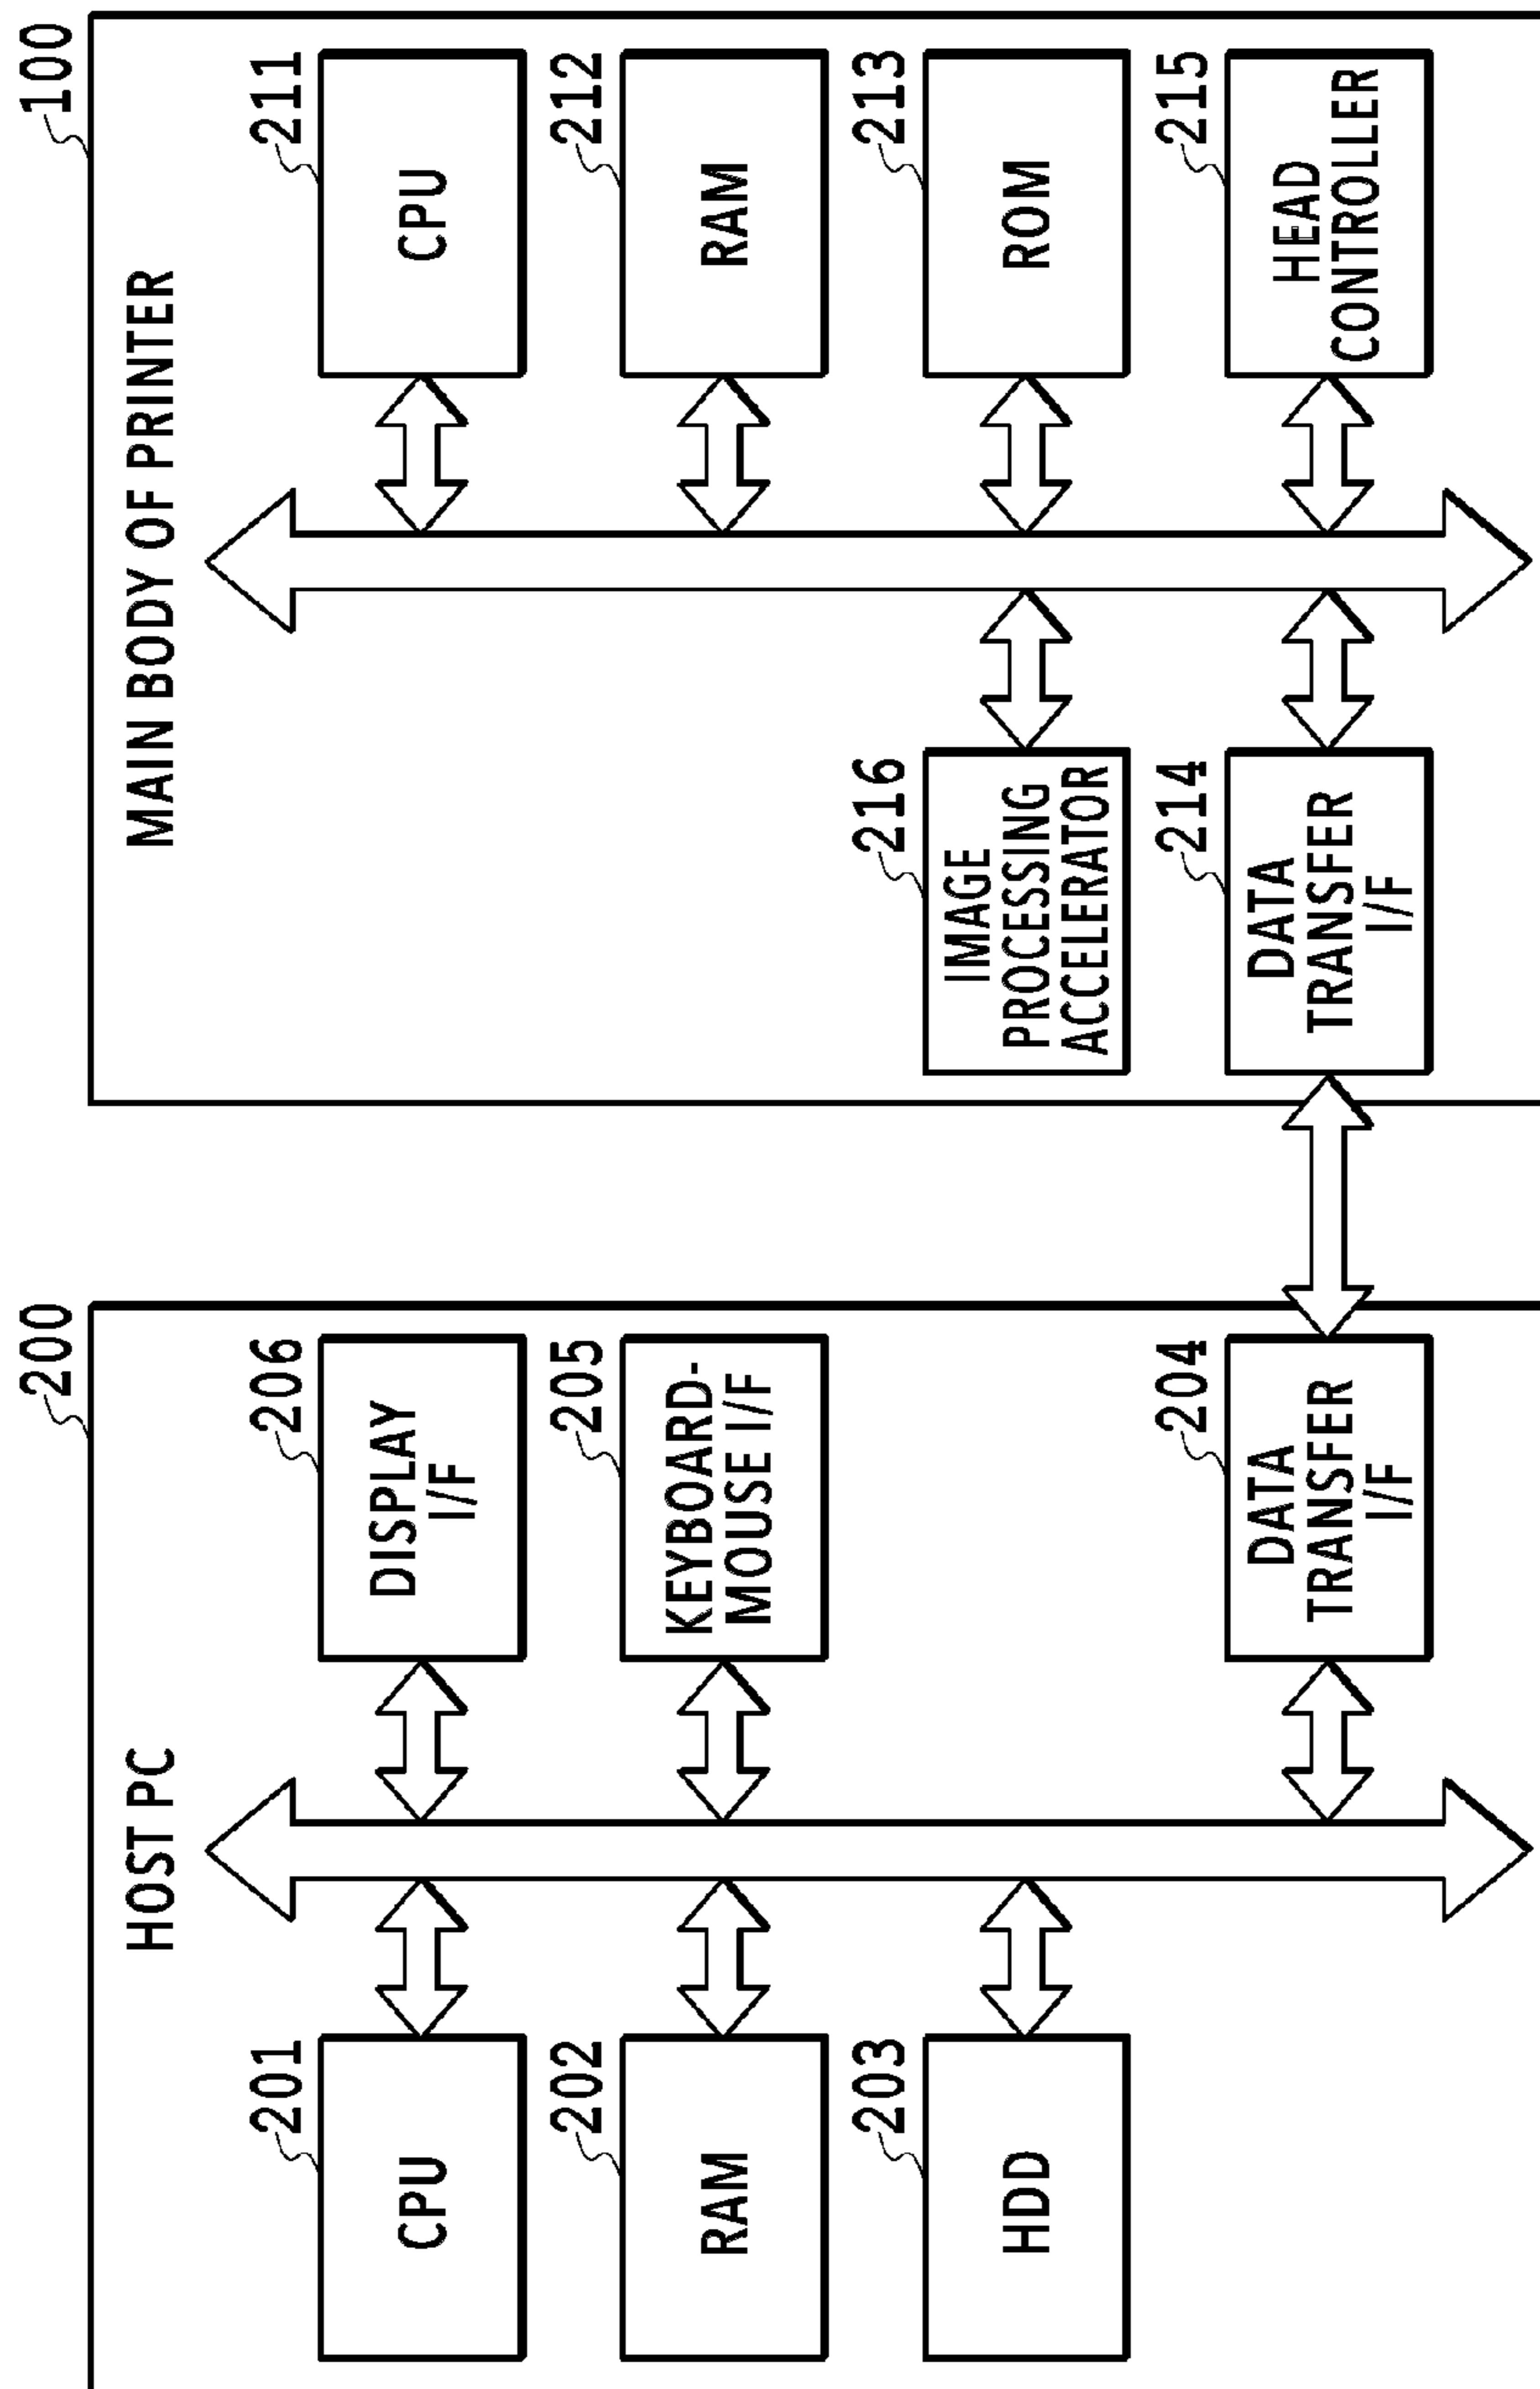 200
HOST PC
201
CPU
202
RAM
203
HDD
206
DISPLAY
I/F
205
KEYBOARD-
MOUSE I/F
204
DATA
TRANSFER
I/F
100
MAIN BODY OF PRINTER
216
IMAGE
PROCESSING
ACCELERATOR
214
DATA
TRANSFER
I/F
211
CPU
212
RAM
213
ROM
215
HEAD
CONTROLLER